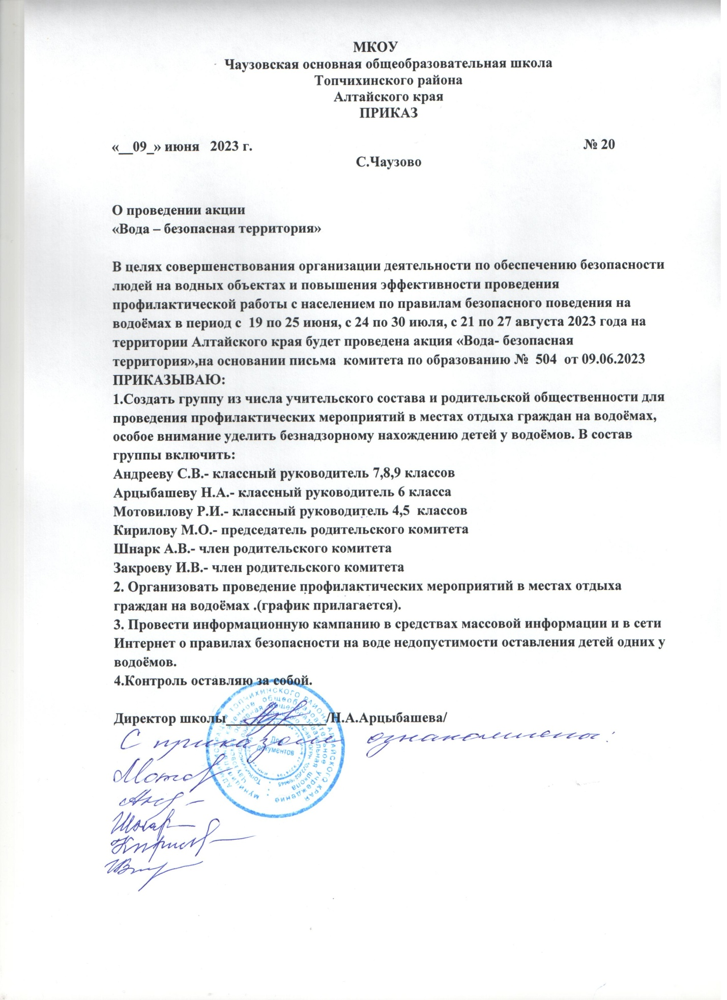 МКОУ
Чаузовская основная общеобразовательная школа
Топчихинского района
Алтайского края
ПРИКАЗ
«__09_» июня 2023 г. № 20
С.Чаузово
О проведении акции
«Вода – безопасная территория»
В целях совершенствования организации деятельности по обеспечению безопасности
людей на водных объектах и повышения эффективности проведения
профилактической работы с населением по правилам безопасного поведения на
водоёмах в период с 19 по 25 июня, с 24 по 30 июля, с 21 по 27 августа 2023 года на
территории Алтайского края будет проведена акция «Вода- безопасная
территория»,на основании письма комитета по образованию № 504 от 09.06.2023
ПРИКАЗЫВАЮ:
1.Создать группу из числа учительского состава и родительской общественности для
проведения профилактических мероприятий в местах отдыха граждан на водоёмах,
особое внимание уделить безнадзорному нахождению детей у водоёмов. В состав
группы включить:
Андрееву С.В.- классный руководитель 7,8,9 классов
Арцыбашеву Н.А.- классный руководитель 6 класса
Мотовилову Р.И.- классный руководитель 4,5 классов
Кирилову М.О.- председатель родительского комитета
Шнарк А.В.- член родительского комитета
Закроеву И.В.- член родительского комитета
2. Организовать проведение профилактических мероприятий в местах отдыха
граждан на водоёмах .(график прилагается).
3. Провести информационную кампанию в средствах массовой информации и в сети
Интернет о правилах безопасности на воде недопустимости оставления детей одних у
водоёмов.
4.Контроль оставляю за собой.
Директор школы______________/Н.А.Арцыбашева/
С приказом ознакомлены:
Для документов